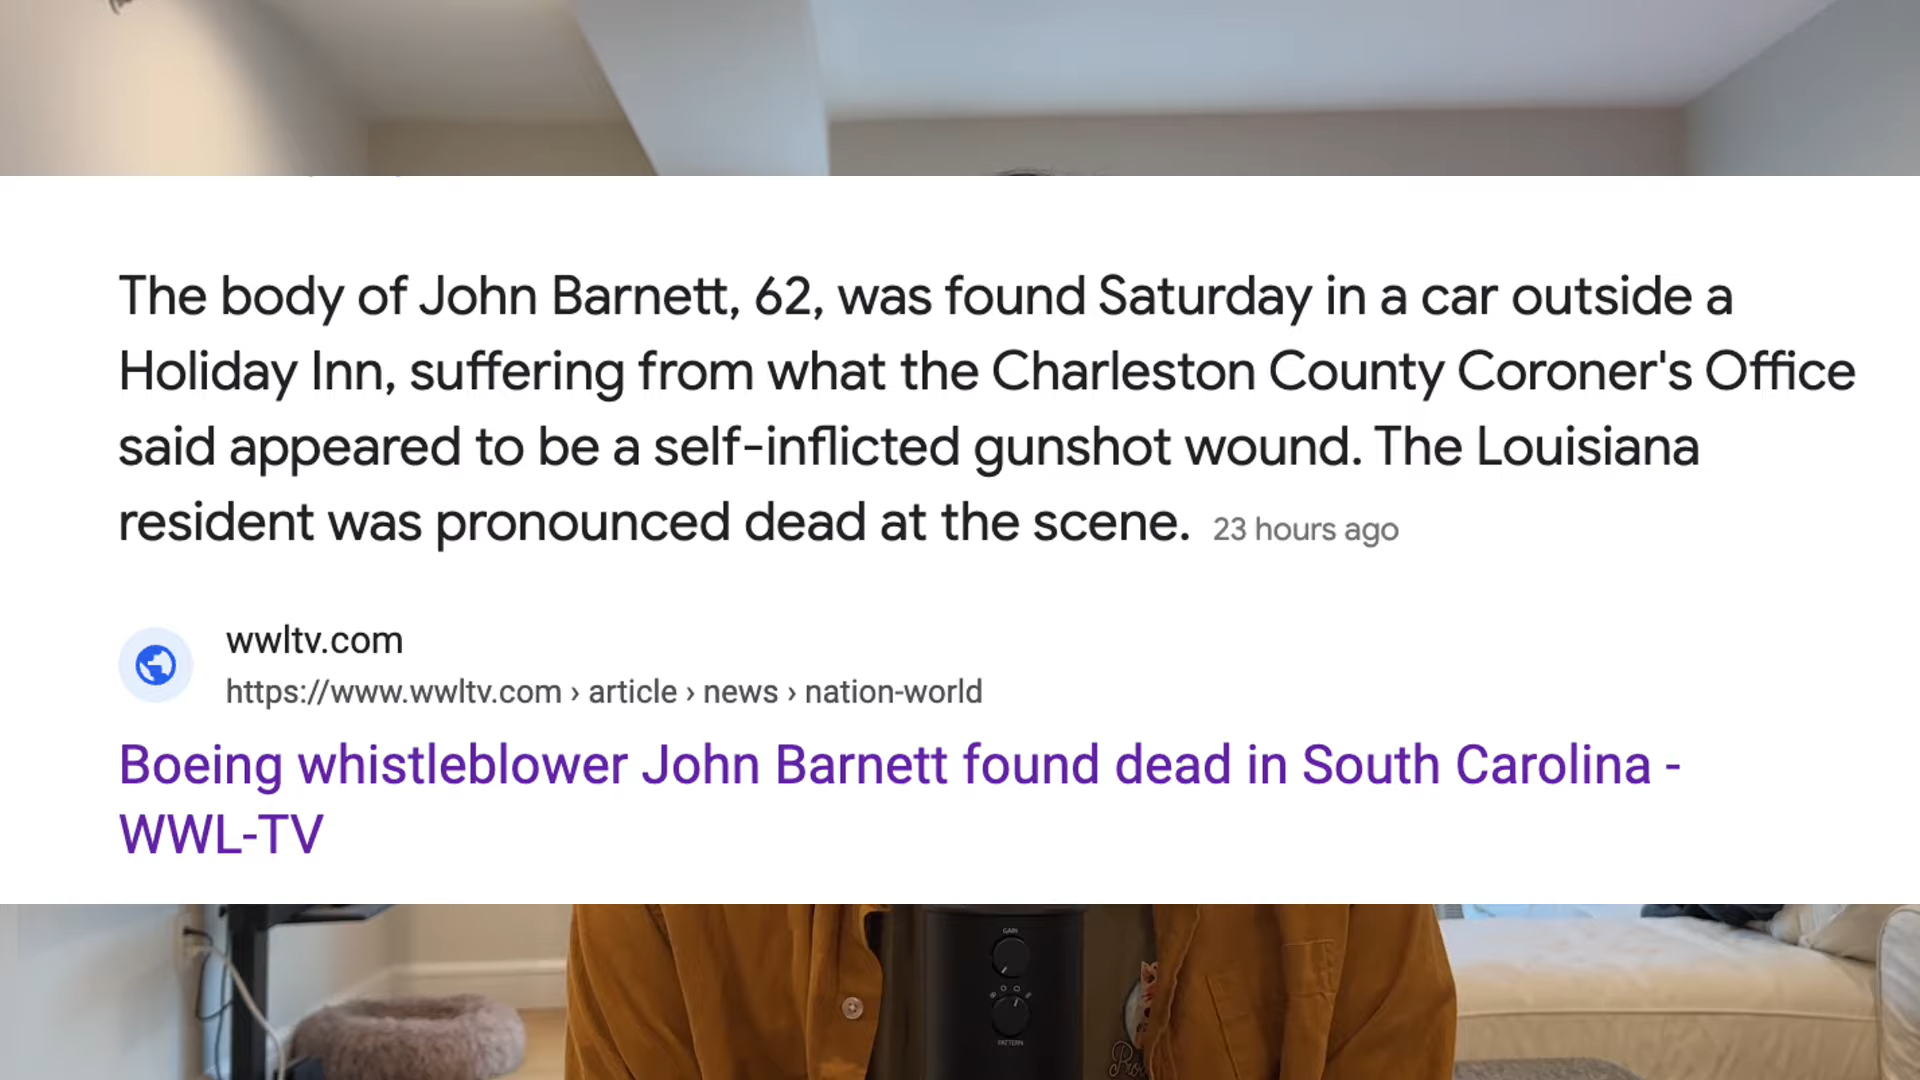 The body of John Barnett, 62, was found Saturday in a car outside a
Holiday Inn, suffering from what the Charleston County Coroner's Office
said appeared to be a self-inflicted gunshot wound. The Louisiana
resident was pronounced dead at the scene. 23 hours ago
wwltv.com
https://www.wwltv.com › article › news › nation-world
Boeing whistleblower John Barnett found dead in South Carolina -
WWL-TV
GAIN
PATTERN